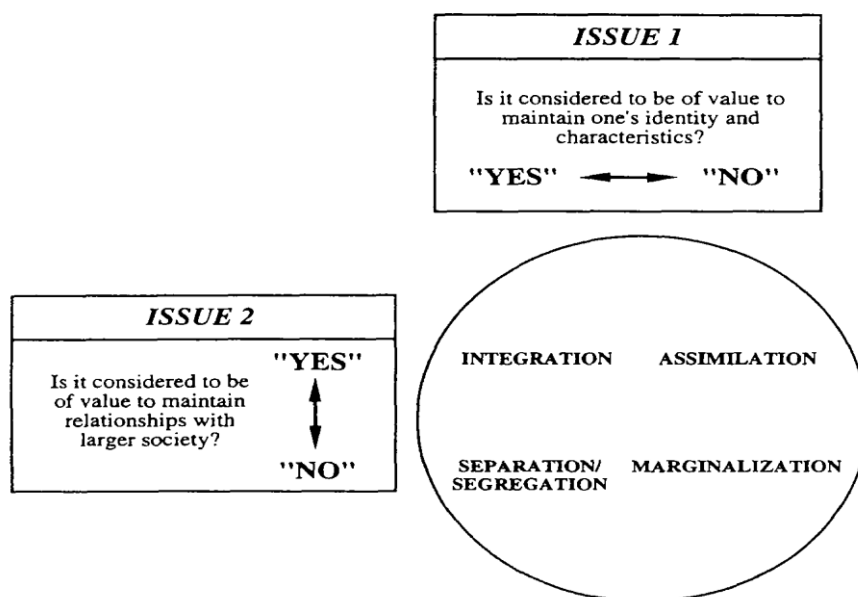 ISSUE 1
Is it considered to be of value to
maintain one's identity and
characteristics?
"YES" "NO"
ISSUE 2
Is it considered to be
of value to maintain
relationships with
larger society?
"YES"
"NO"
INTEGRATION ASSIMILATION
SEPARATION/
SEGREGATION MARGINALIZATION